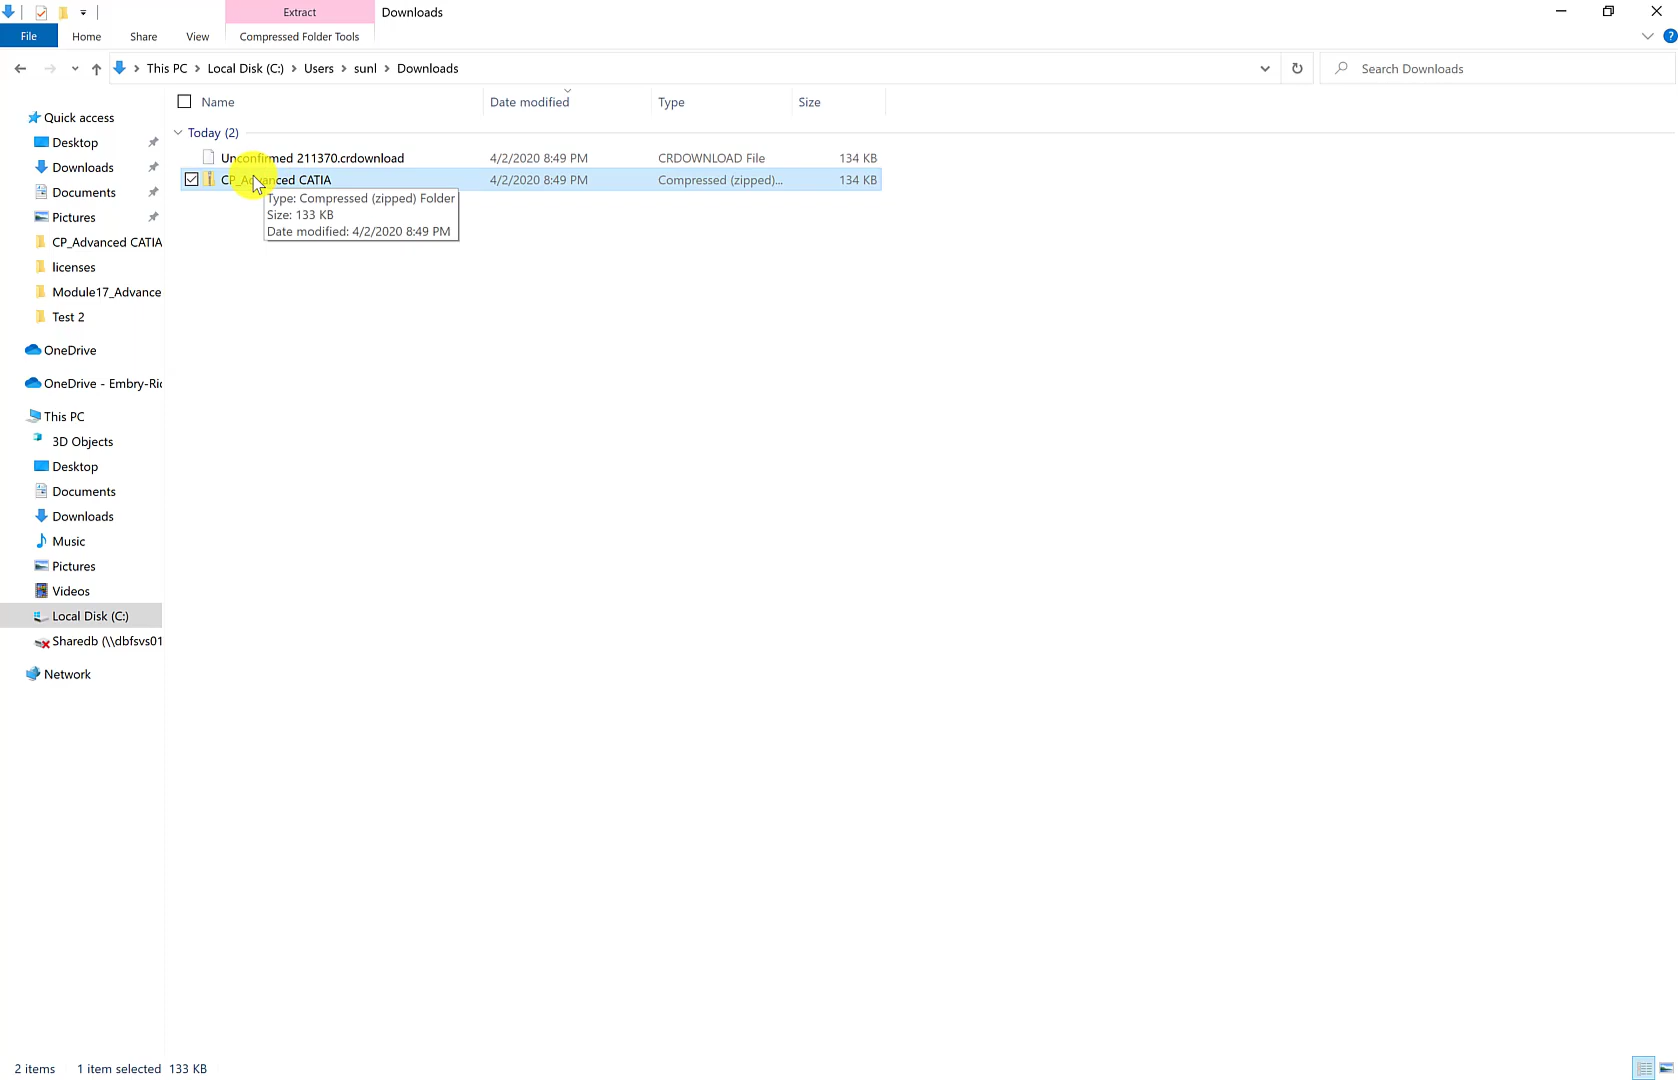 Extract Downloads
File Home Share View Compressed Folder Tools
This PC Local Disk (C:) Users sunl Downloads Search Downloads
Name Date modified Type Size
Today (2)
Unconfirmed 211370.crdownload 4/2/2020 8:49 PM CRDOWNLOAD File 134 KB
CP_Advanced CATIA 4/2/2020 8:49 PM Compressed (zipped)... 134 KB
Type: Compressed (zipped) Folder
Size: 133 KB
Date modified: 4/2/2020 8:49 PM
Quick access
Desktop
Downloads
Documents
Pictures
CP_Advanced CATIA
licenses
Module17_Advance
Test 2
OneDrive
OneDrive - Embry-Ric
This PC
3D Objects
Desktop
Documents
Downloads
Music
Pictures
Videos
Local Disk (C:)
Sharedb (\\dbfsvs01
Network
2 items 1 item selected 133 KB